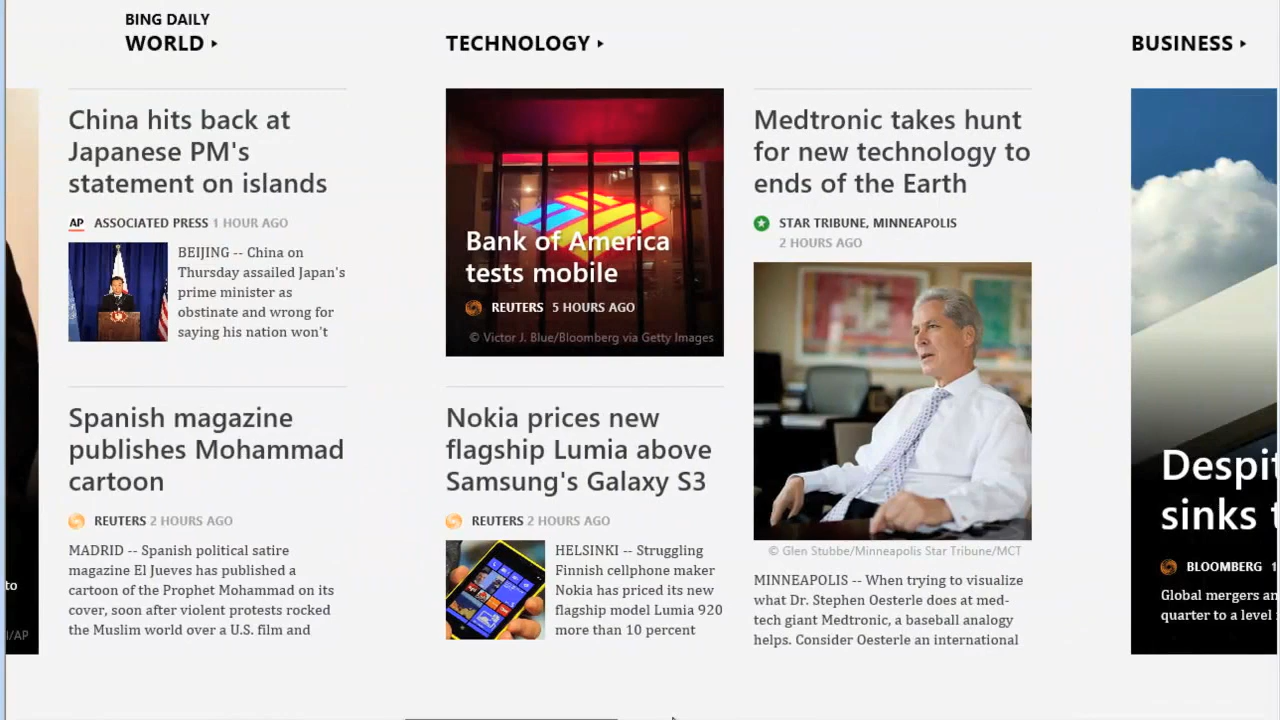 BING DAILY
WORLD
China hits back at
Japanese PM's
statement on islands
AP ASSOCIATED PRESS 1 HOUR AGO
BEIJING -- China on
Thursday assailed Japan's
prime minister as
obstinate and wrong for
saying his nation won't
Spanish magazine
publishes Mohammad
cartoon
REUTERS 2 HOURS AGO
MADRID -- Spanish political satire
magazine El Jueves has published a
cartoon of the Prophet Mohammad on its
cover, soon after violent protests rocked
the Muslim world over a U.S. film and
to
I/AP
TECHNOLOGY
Bank of America
tests mobile
REUTERS 5 HOURS AGO
© Victor J. Blue/Bloomberg via Getty Images
Nokia prices new
flagship Lumia above
Samsung's Galaxy S3
REUTERS 2 HOURS AGO
HELSINKI -- Struggling
Finnish cellphone maker
Nokia has priced its new
flagship model Lumia 920
more than 10 percent
Medtronic takes hunt
for new technology to
ends of the Earth
STAR TRIBUNE, MINNEAPOLIS
2 HOURS AGO
© Glen Stubbe/Minneapolis Star Tribune/MCT
MINNEAPOLIS -- When trying to visualize
what Dr. Stephen Oesterle does at med-
tech giant Medtronic, a baseball analogy
helps. Consider Oesterle an international
BUSINESS
Despit
sinks t
BLOOMBERG 1
Global mergers an
quarter to a level